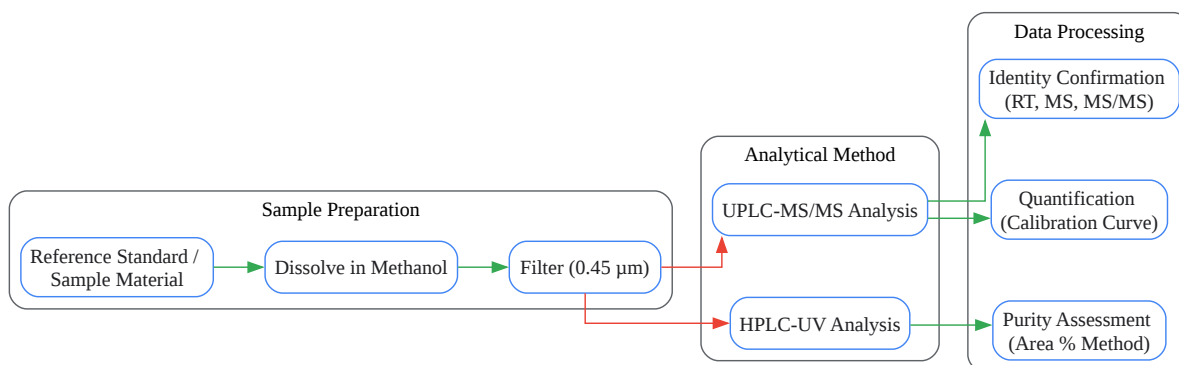 Sample Preparation
Reference Standard /
Sample Material
Dissolve in Methanol
Filter (0.45 µm)
Analytical Method
UPLC-MS/MS Analysis
HPLC-UV Analysis
Data Processing
Identity Confirmation
(RT, MS, MS/MS)
Quantification
(Calibration Curve)
Purity Assessment
(Area % Method)